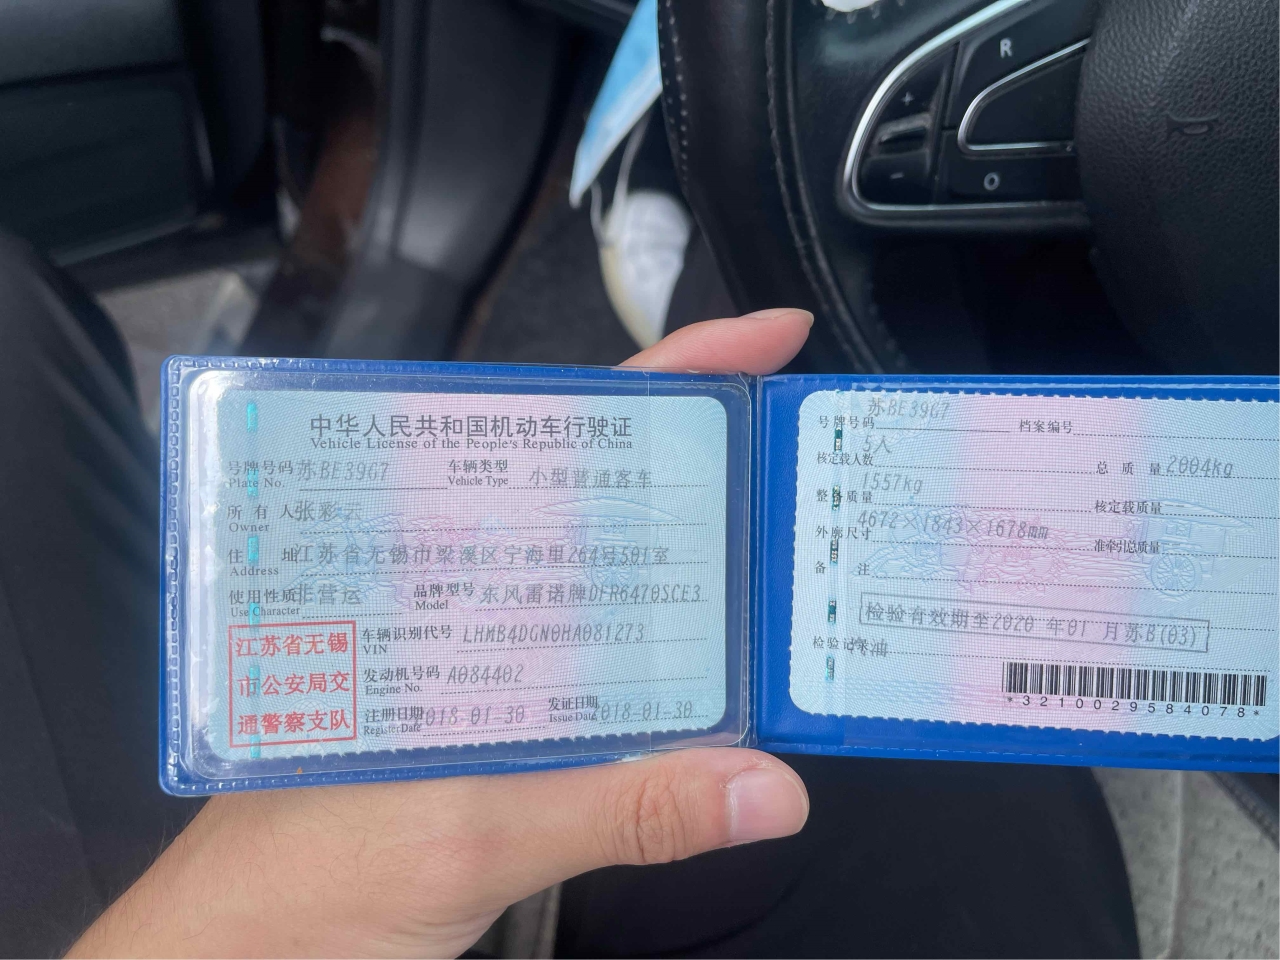 R
+
-
O
中华人民共和国机动车行驶证
Vehicle License of the People's Republic of China
号牌号码 苏BE39G7 车辆类型 小型普通客车
Plate No. Vehicle Type
所有人 张彩云
Owner
住址 江苏省无锡市梁溪区宁海里264号501室
Address
使用性质 非营运 品牌型号 东风雷诺牌DFR6470SCE3
Use Character Model
江苏省无锡
市公安局交
通警察支队
车辆识别代号 LHMB4DGN0HA081273
VIN
发动机号码 A084402
Engine No.
注册日期 2018-01-30 发证日期 2018-01-30
Register Date Issue Date
号牌号码 苏BE39G7 档案编号
核定载人数 5人 总质量 2004kg
整备质量 1557kg 核定载质量 --
外廓尺寸 4672×1843×1678mm 准牵引总质量 --
备注
检验有效期至2020年01月苏B(03)
检验记录
汽油
*3210029584078*